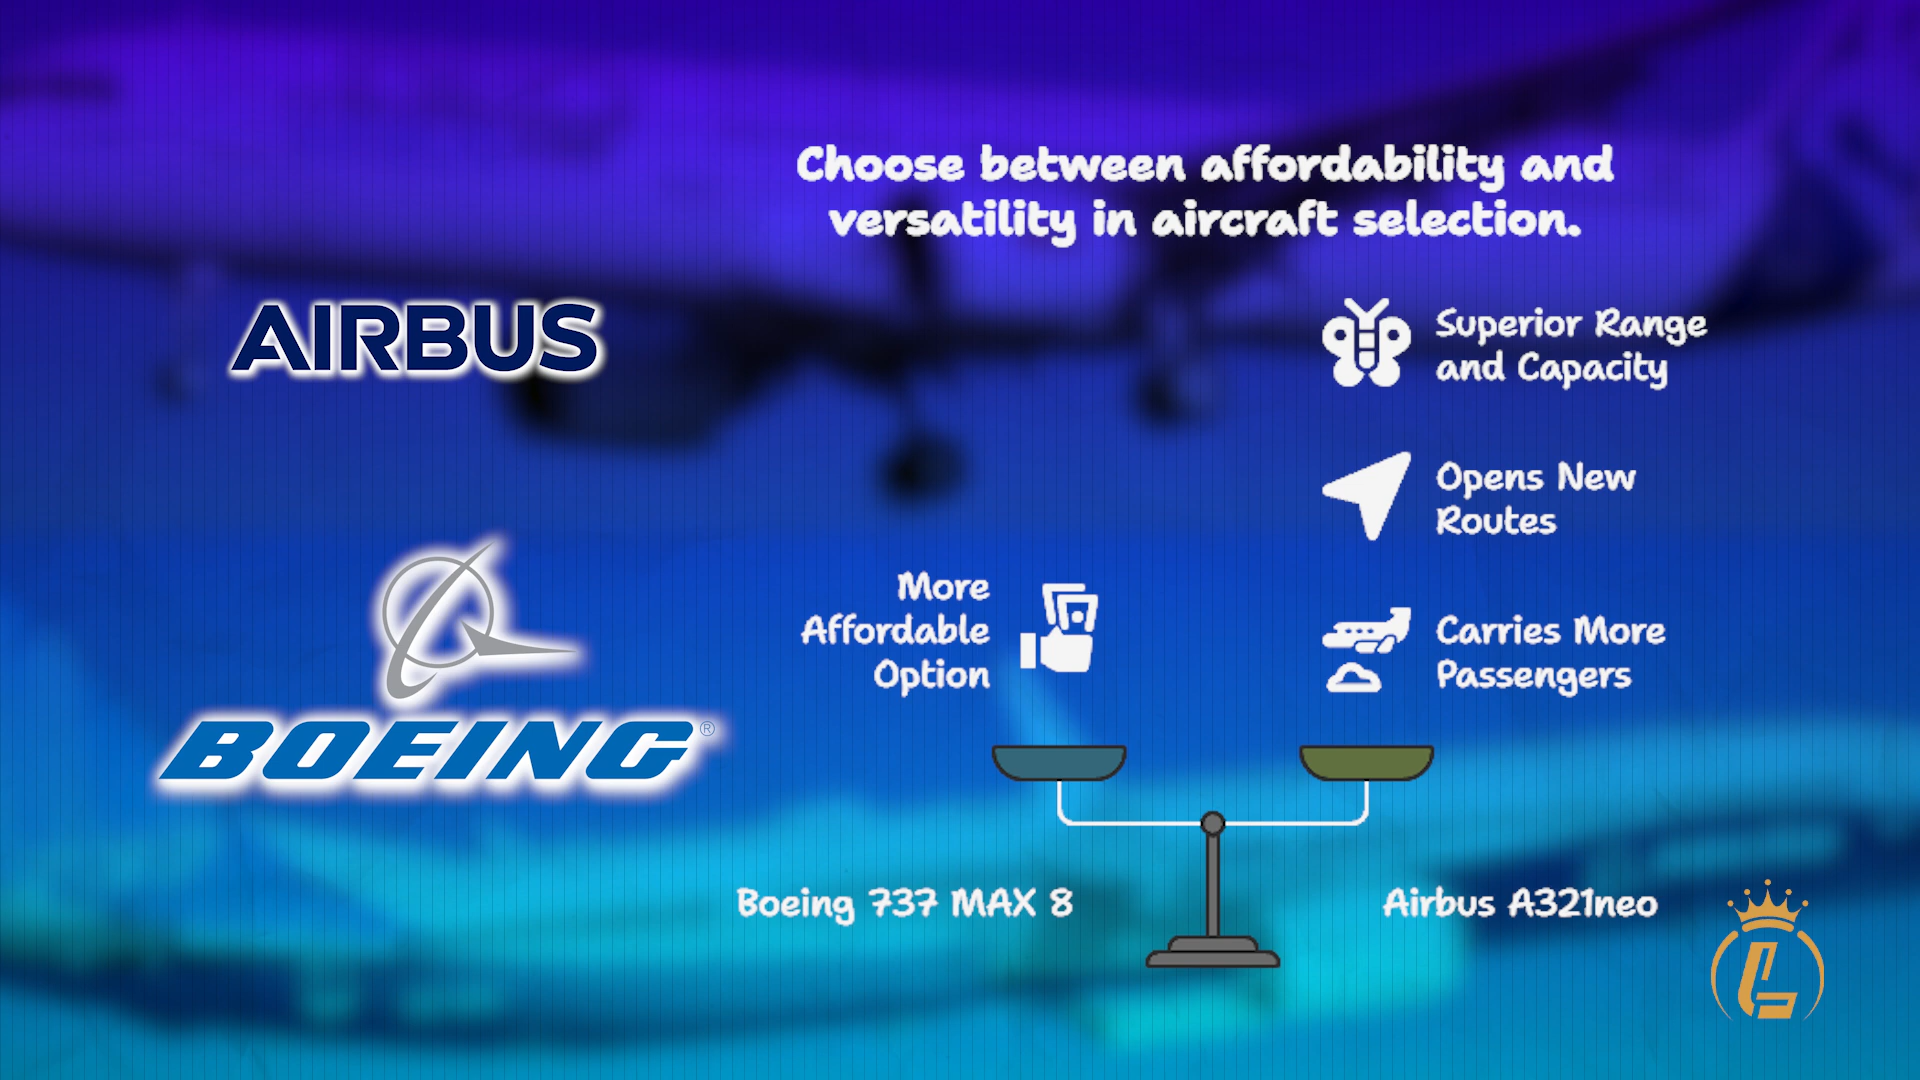 Choose between affordability and
versatility in aircraft selection.
AIRBUS
Superior Range
and Capacity
Opens New
Routes
More
Affordable
Option
Carries More
Passengers
BOEING®
Boeing 737 MAX 8
Airbus A321neo